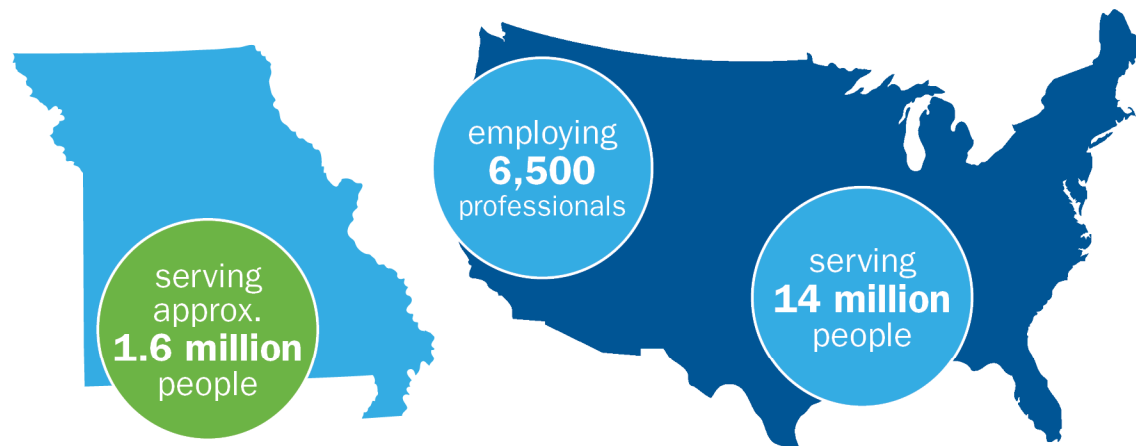 serving
approx.
1.6 million
people
employing
6,500
professionals
serving
14 million
people